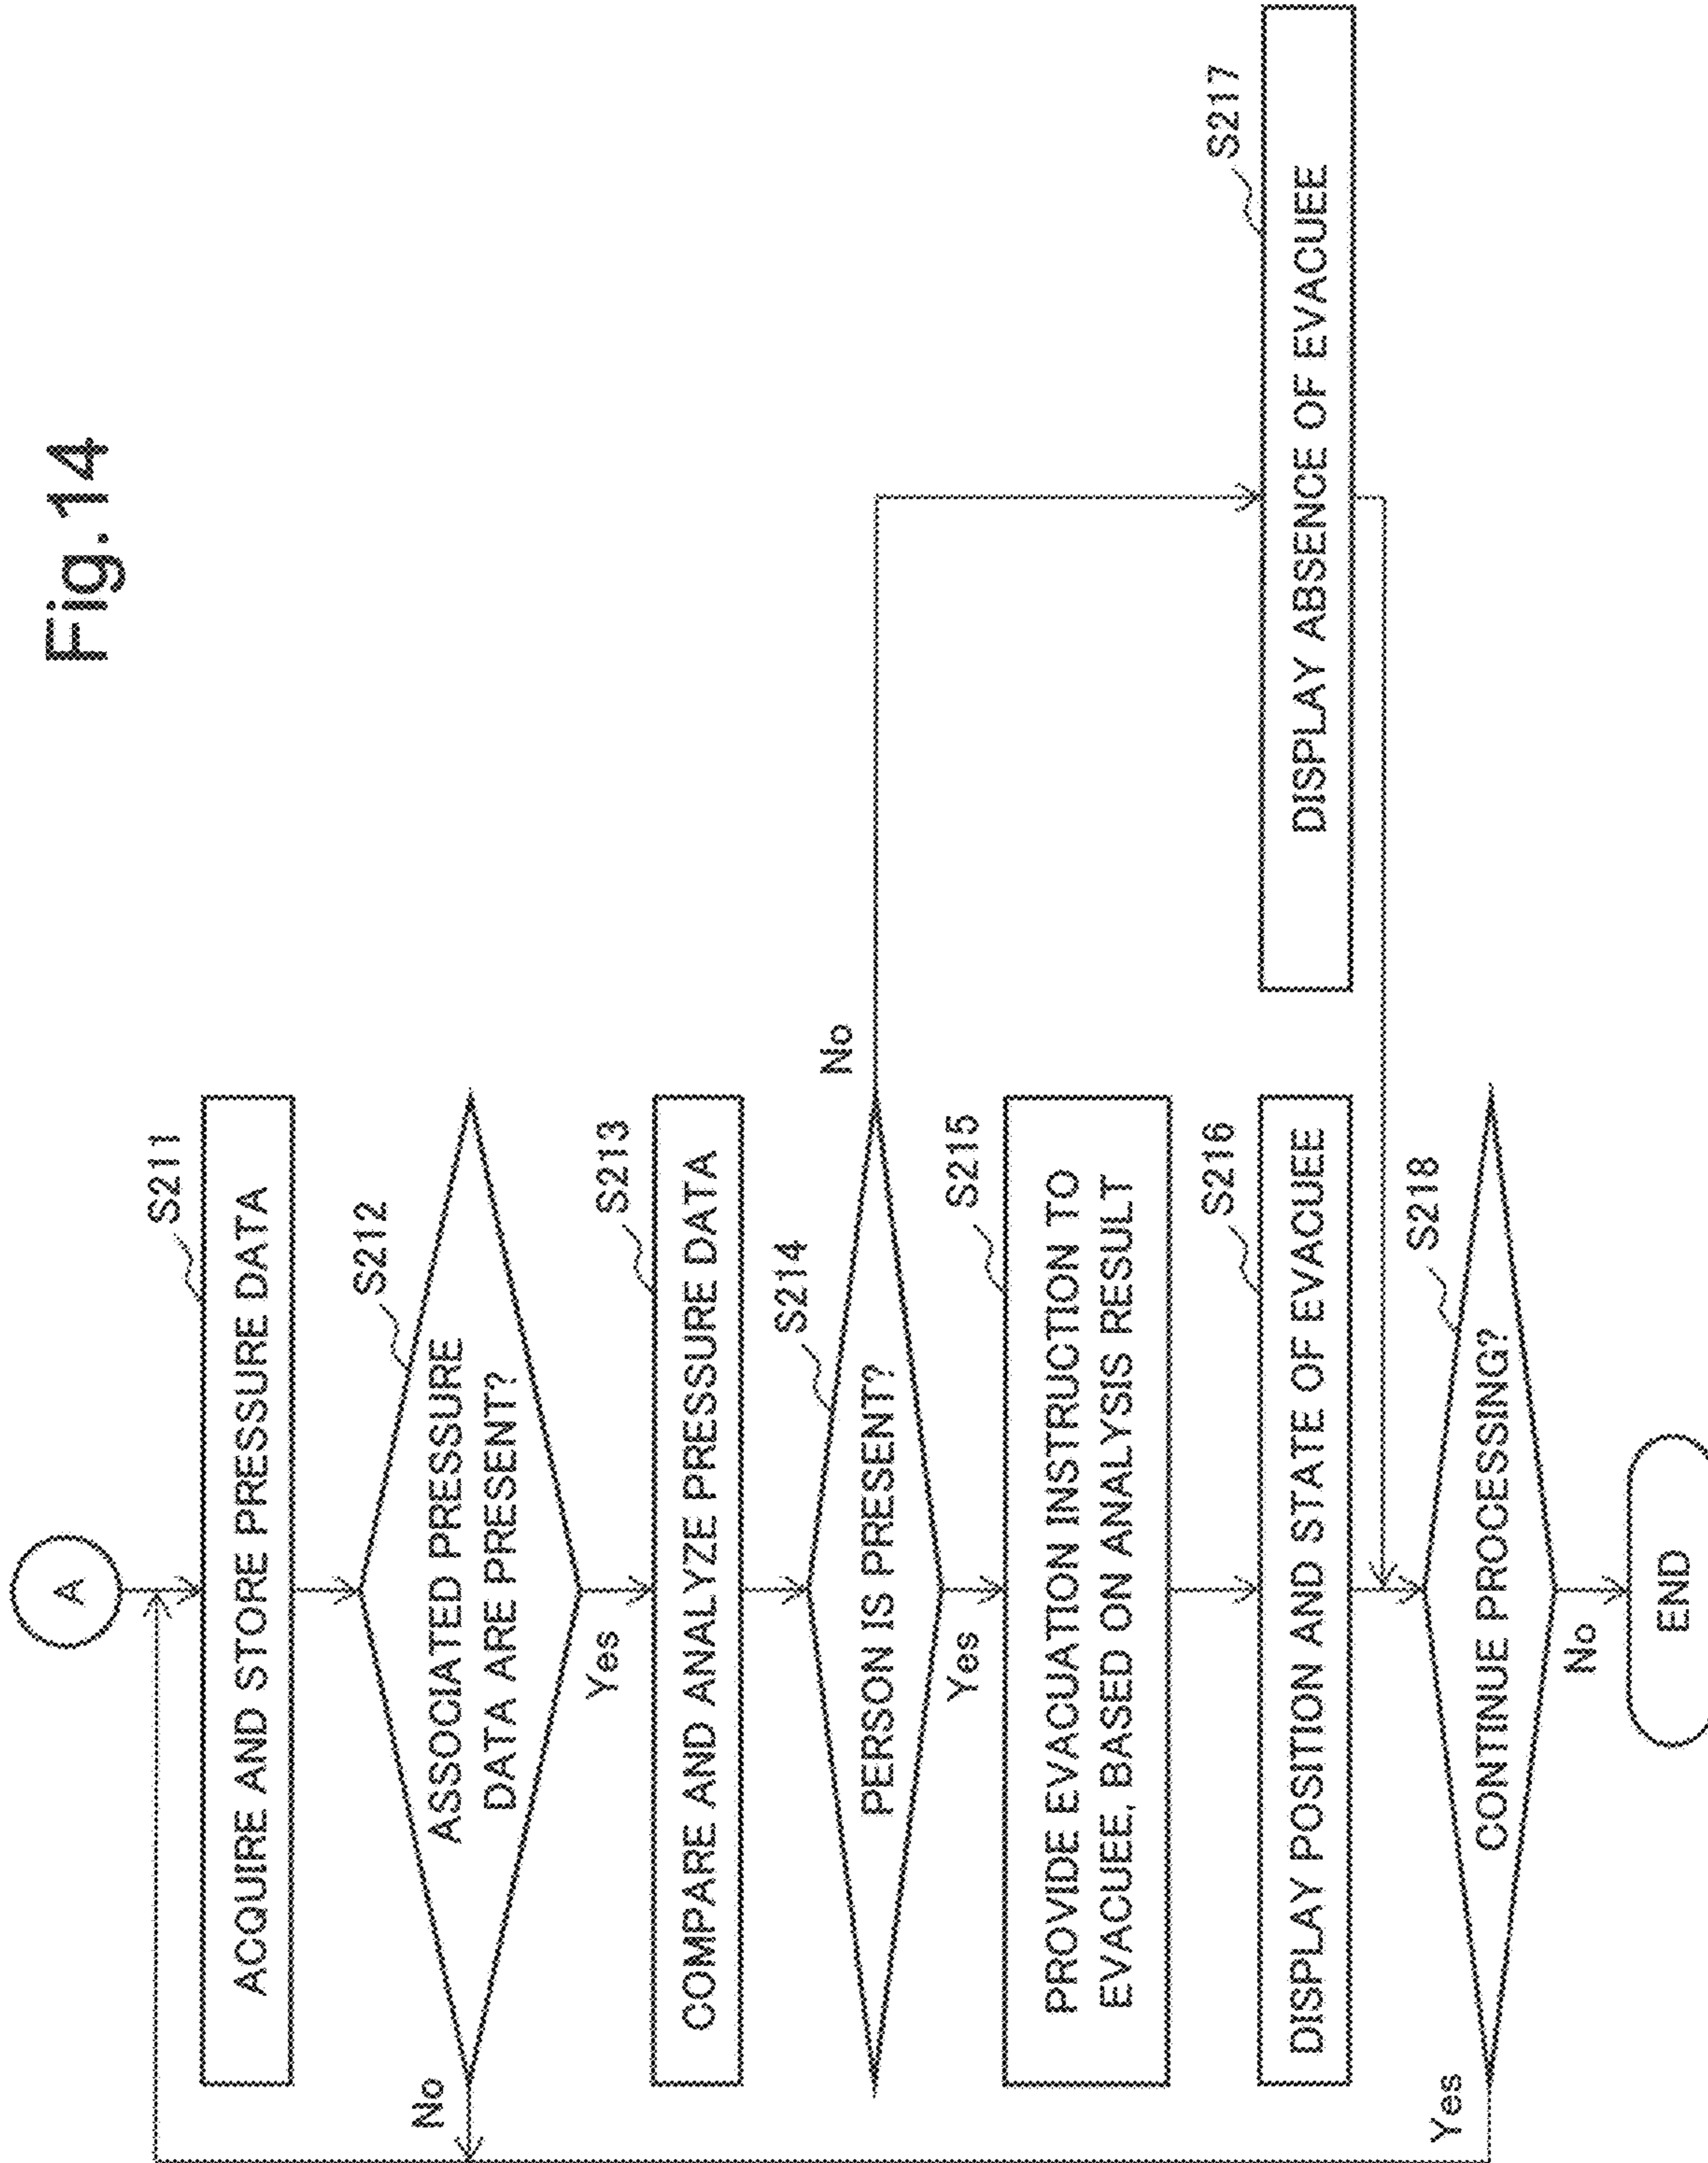 Fig.14
A
S211
ACQUIRE AND STORE PRESSURE DATA
S212
ASSOCIATED PRESSURE
DATA ARE PRESENT?
No
Yes
S213
COMPARE AND ANALYZE PRESSURE DATA
S214
PERSON IS PRESENT?
No
Yes
S215
PROVIDE EVACUATION INSTRUCTION TO
EVACUEE, BASED ON ANALYSIS RESULT
S216
DISPLAY POSITION AND STATE OF EVACUEE
S217
DISPLAY ABSENCE OF EVACUEE
S218
CONTINUE PROCESSING?
Yes
No
END